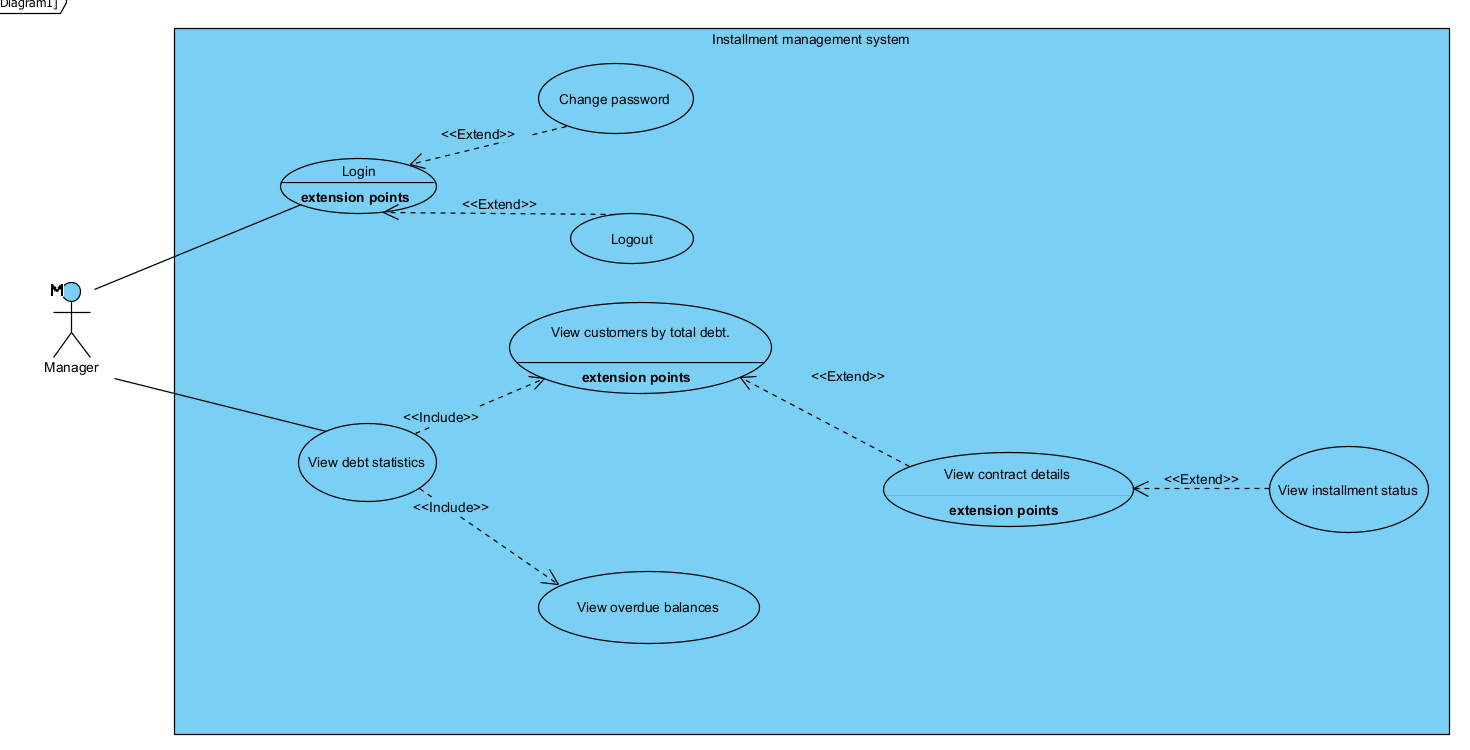 Diagram1]
Installment management system
Change password
<<Extend>>
Login
extension points
<<Extend>>
Logout
M
Manager
View customers by total debt.
extension points
<<Extend>>
<<Include>>
View debt statistics
View contract details
extension points
<<Extend>>
View installment status
<<Include>>
View overdue balances